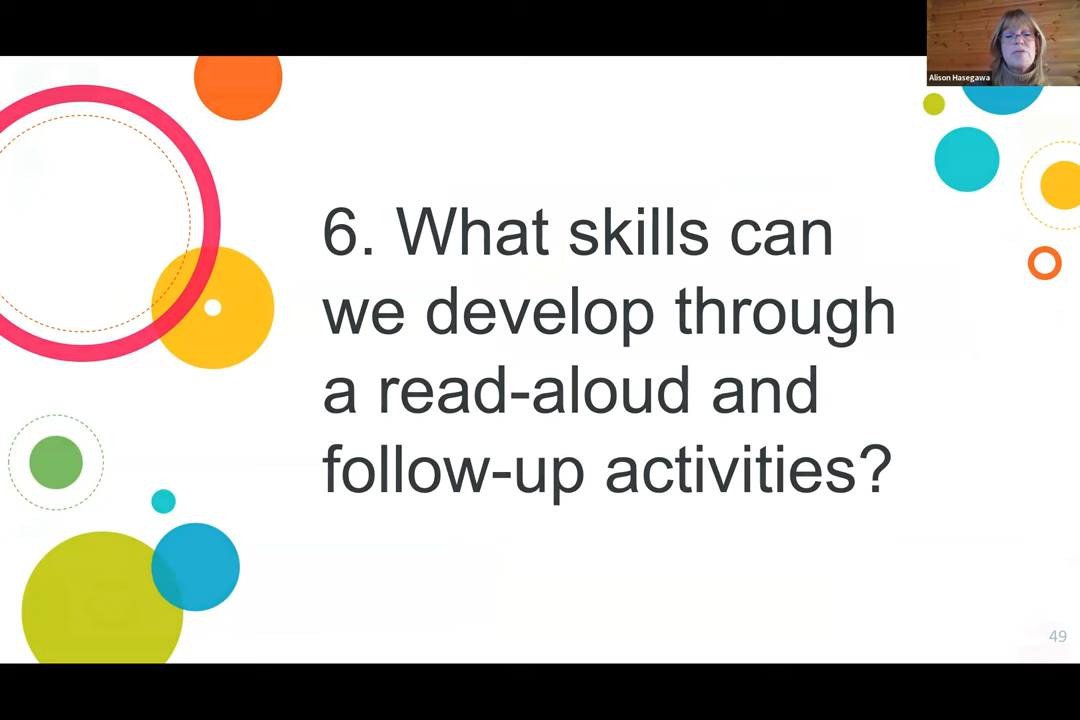 Alison Hasegawa
6. What skills can
we develop through
a read-aloud and
follow-up activities?
49